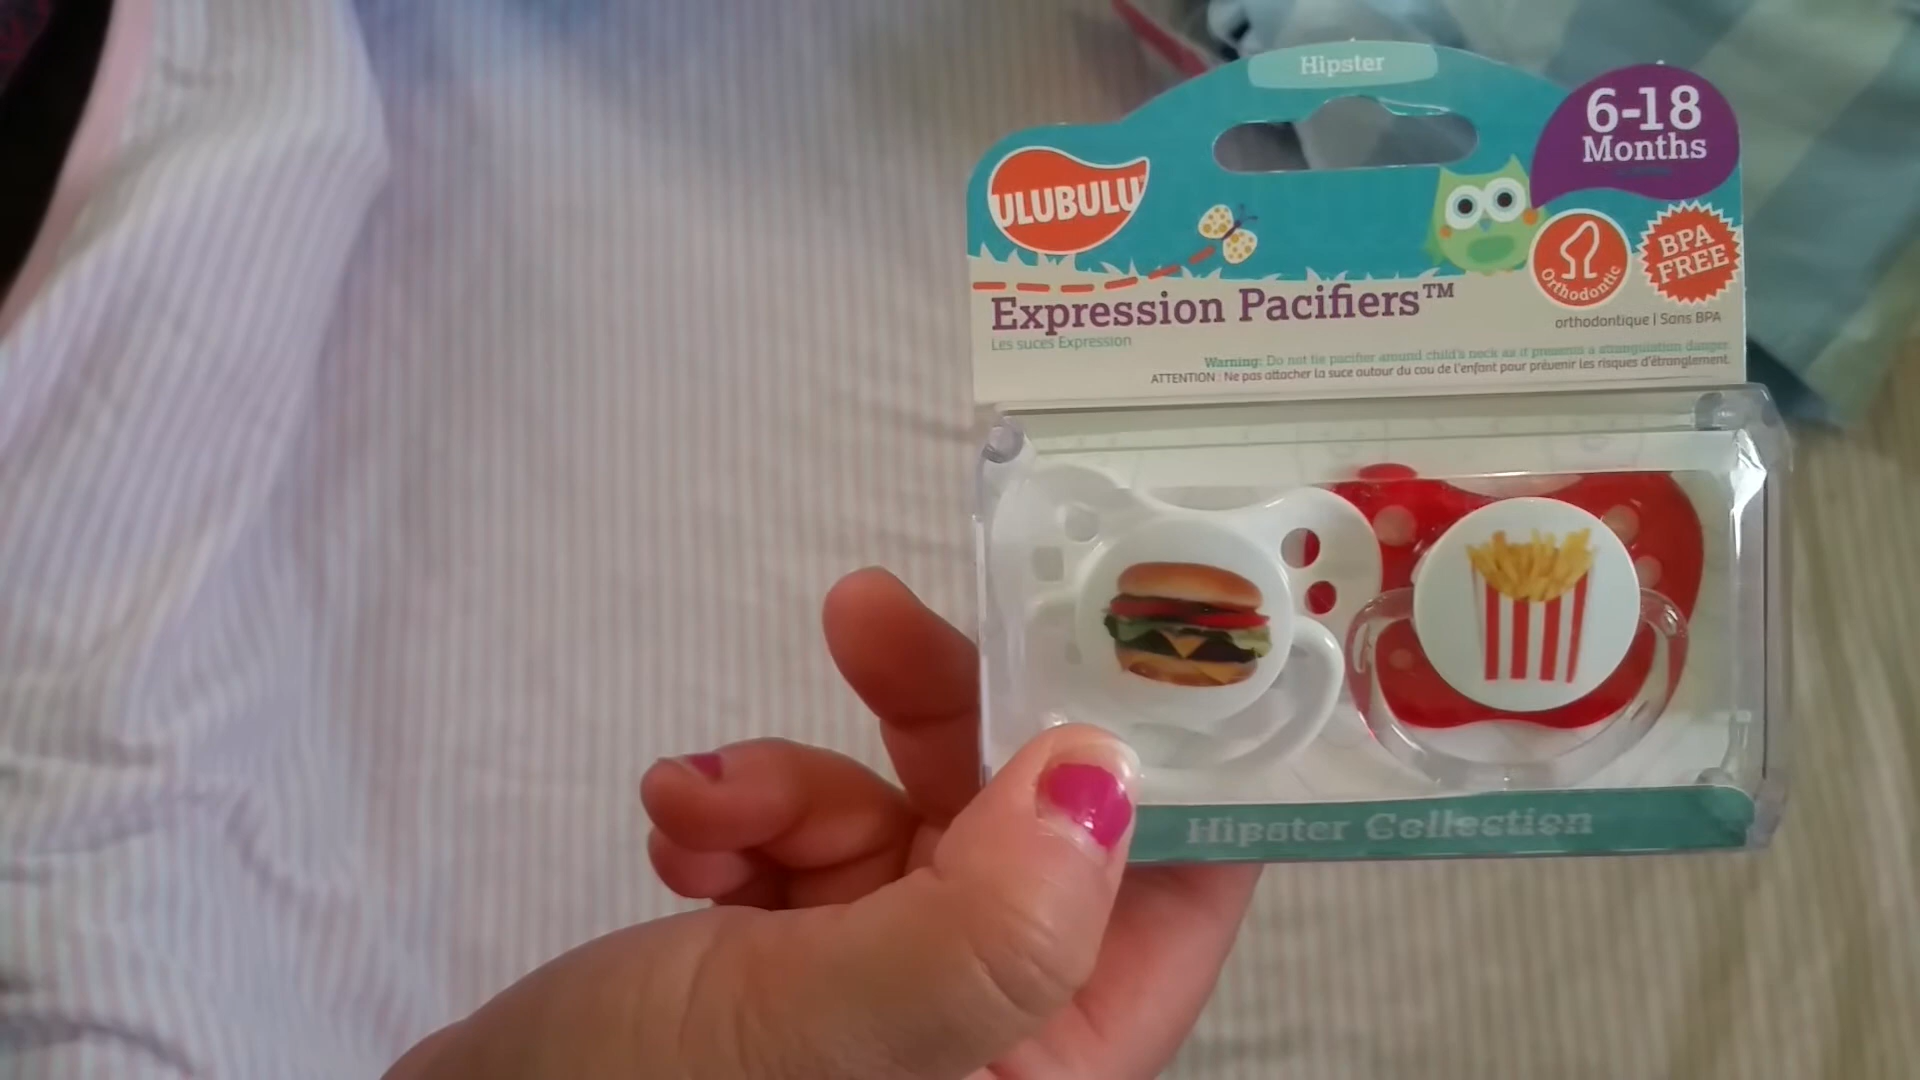 Hipster
6-18
Months
ULUBULU
Orthodontic
BPA
FREE
Expression Pacifiers™
Les suces Expression
orthodontique | Sans BPA
Warning: Do not tie pacifier around child's neck as it presents a strangulation danger.
ATTENTION : Ne pas attacher la suce autour du cou de l'enfant pour prévenir les risques d'étranglement.
Hipster Collection